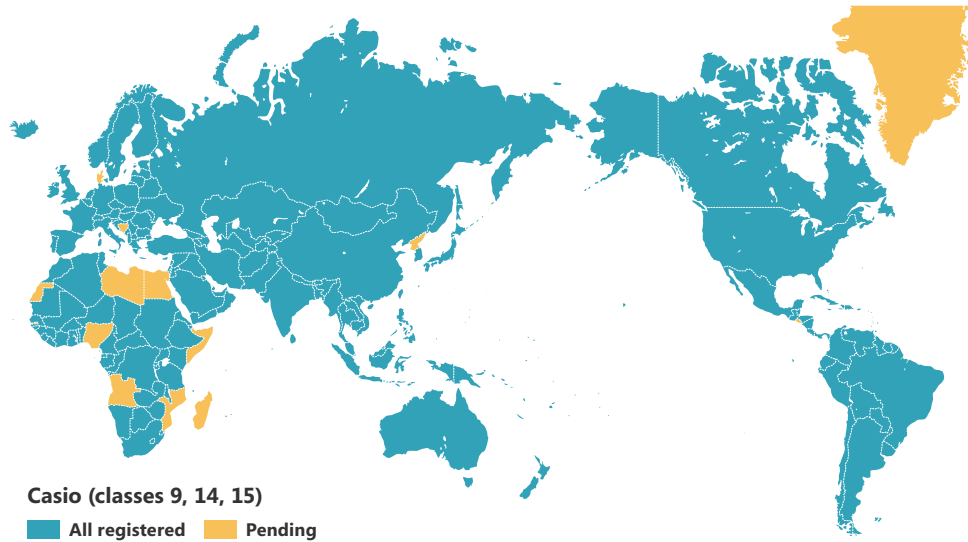 Casio (classes 9, 14, 15)
All registered
Pending